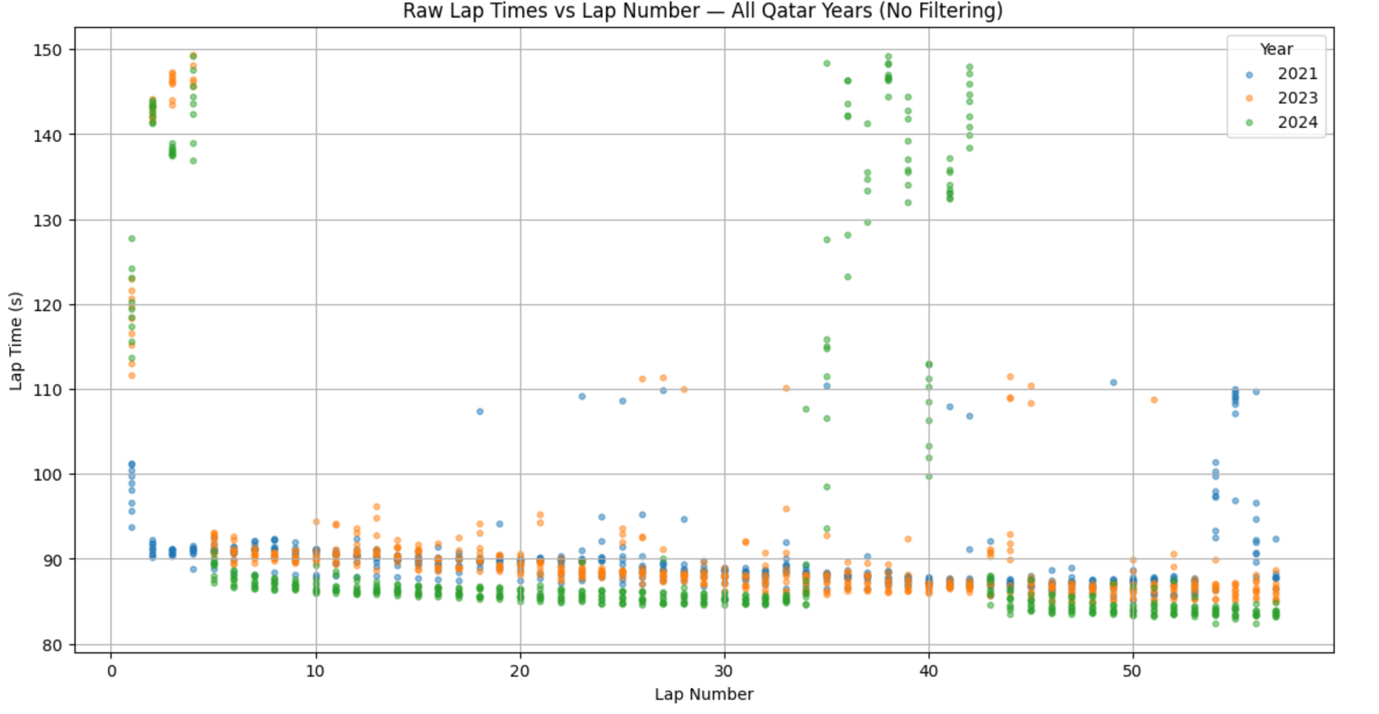 Raw Lap Times vs Lap Number — All Qatar Years (No Filtering)
150
140
130
120
110
100
90
80
Lap Time (s)
Year
2021
2023
2024
0 10 20 30 40 50
Lap Number